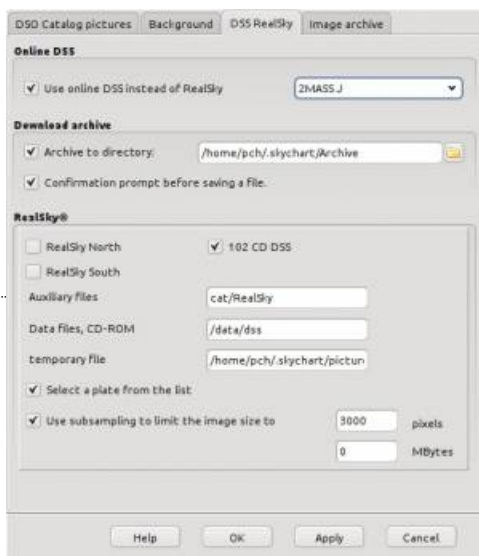 DSO Catalog pictures Background DSS RealSky Image archive
Online DSS
Use online DSS instead of RealSky 2MASS J
Download archive
Archive to directory: /home/pch/.skychart/Archive
Confirmation prompt before saving a file.
RealSky®
RealSky North 102 CD DSS
RealSky South
Auxiliary files cat/RealSky
Data files, CD-ROM /data/dss
temporary file /home/pch/.skychart/pictur
Select a plate from the list
Use subsampling to limit the image size to 3000 pixels
0 MBytes
Help OK Apply Cancel